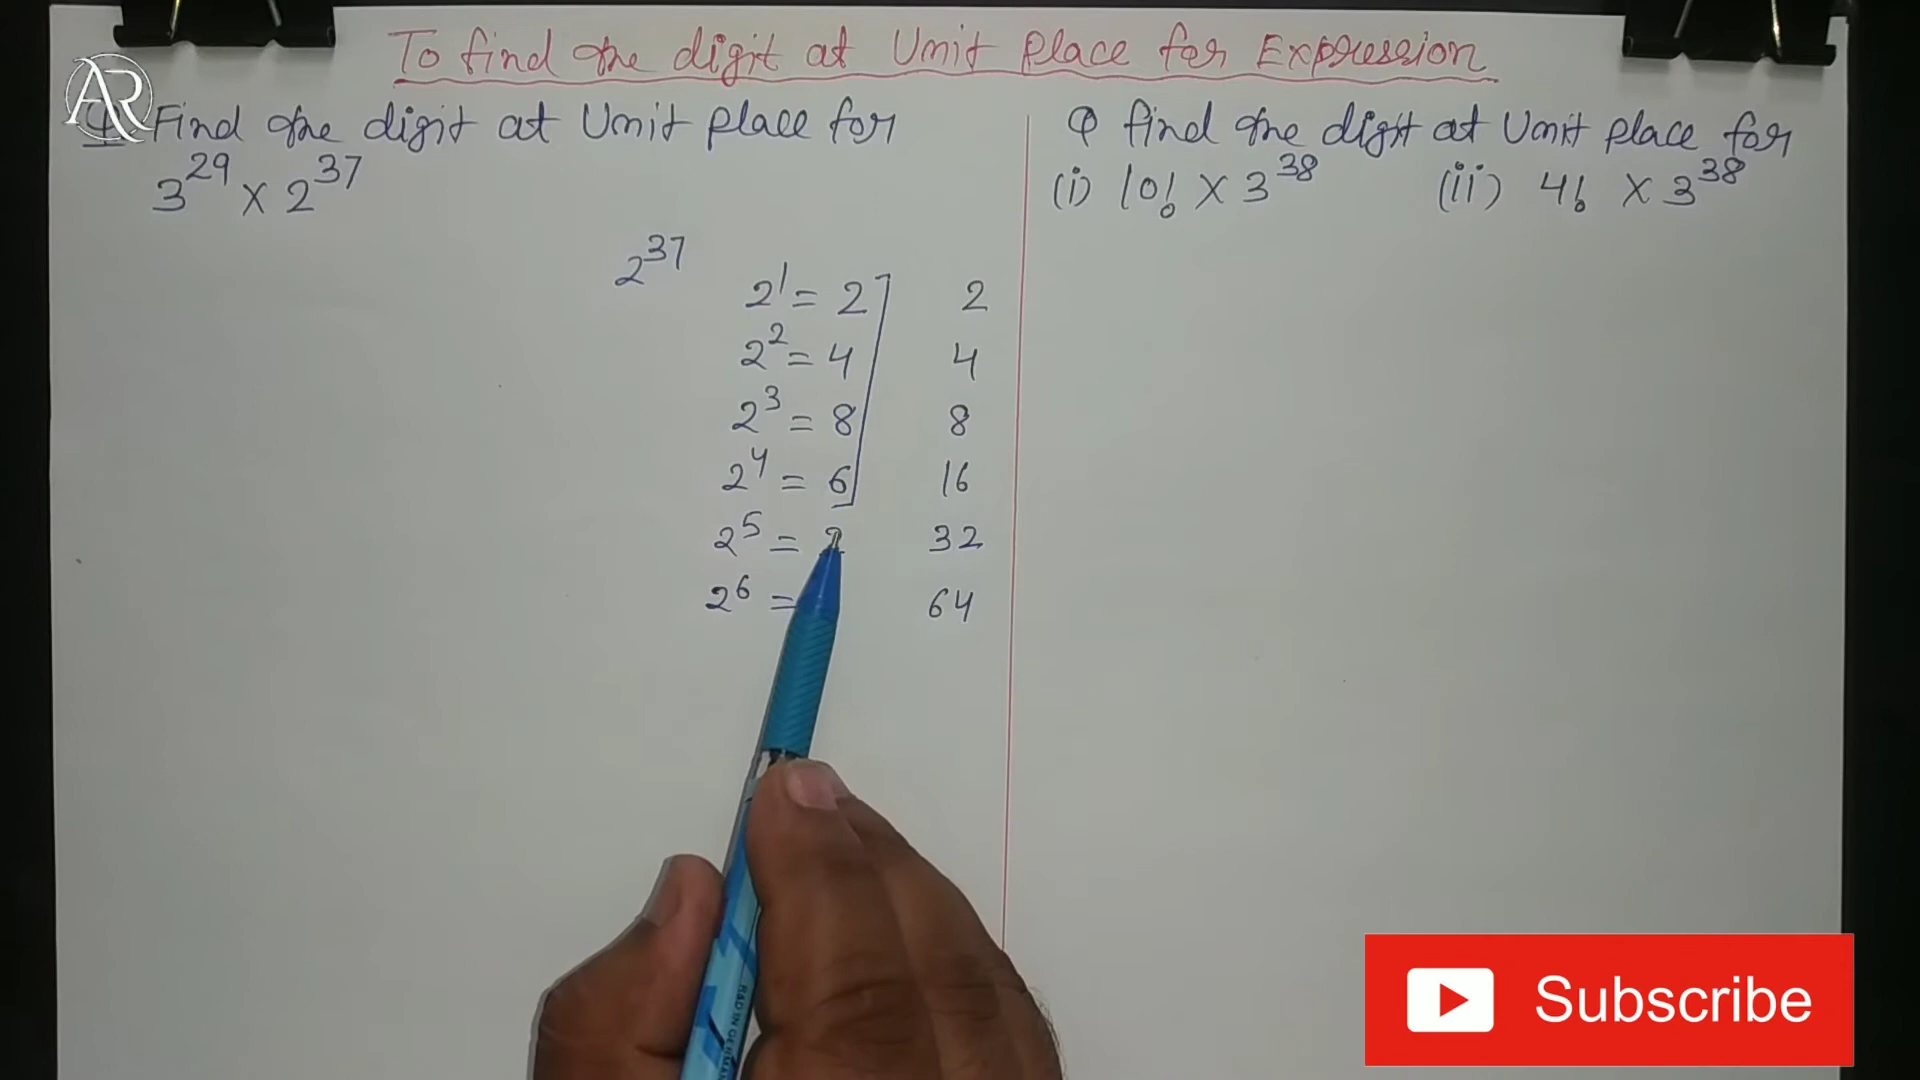 To find the digit at Unit place for Expression
AR
Q Find the digit at Unit place for
3^29 × 2^37
2^37
2^1 = 2 2
2^2 = 4 4
2^3 = 8 8
2^4 = 6 16
2^5 = 2 32
2^6 = 64
Q find the digit at Unit place for
(i) 10! × 3^38 (ii) 4! × 3^38
Subscribe